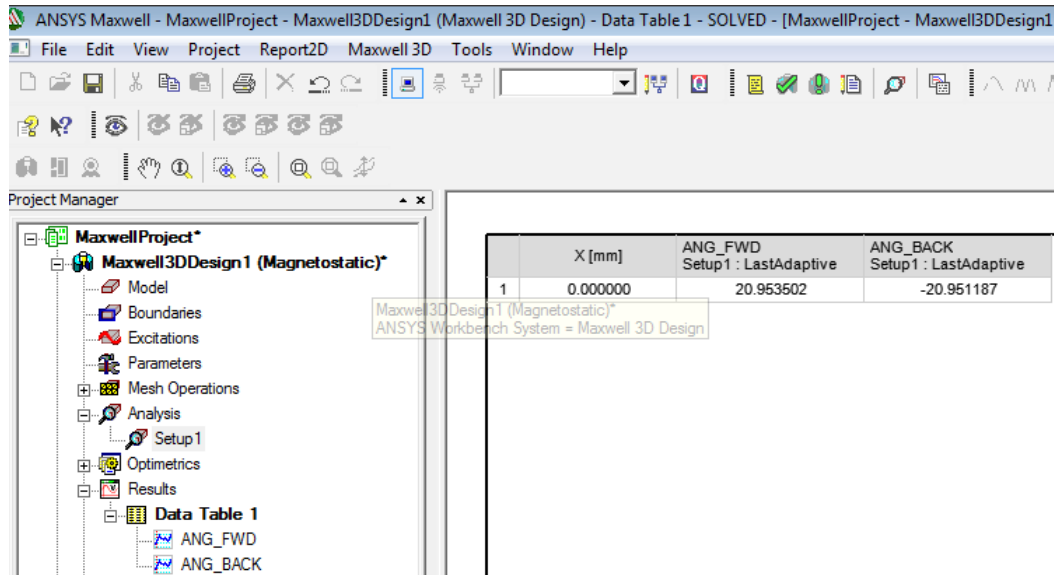 ANSYS Maxwell - MaxwellProject - Maxwell3DDesign1 (Maxwell 3D Design) - Data Table 1 - SOLVED - [MaxwellProject - Maxwell3DDesign1
File Edit View Project Report2D Maxwell 3D Tools Window Help
Project Manager
MaxwellProject*
Maxwell3DDesign1 (Magnetostatic)*
Model
Boundaries
Excitations
Parameters
Mesh Operations
Analysis
Setup1
Optimetrics
Results
Data Table 1
ANG_FWD
ANG_BACK
Maxwell3DDesign1 (Magnetostatic)*
ANSYS Workbench System = Maxwell 3D Design
X [mm] ANG_FWD ANG_BACK
Setup1 : LastAdaptive Setup1 : LastAdaptive
1 0.000000 20.953502 -20.951187